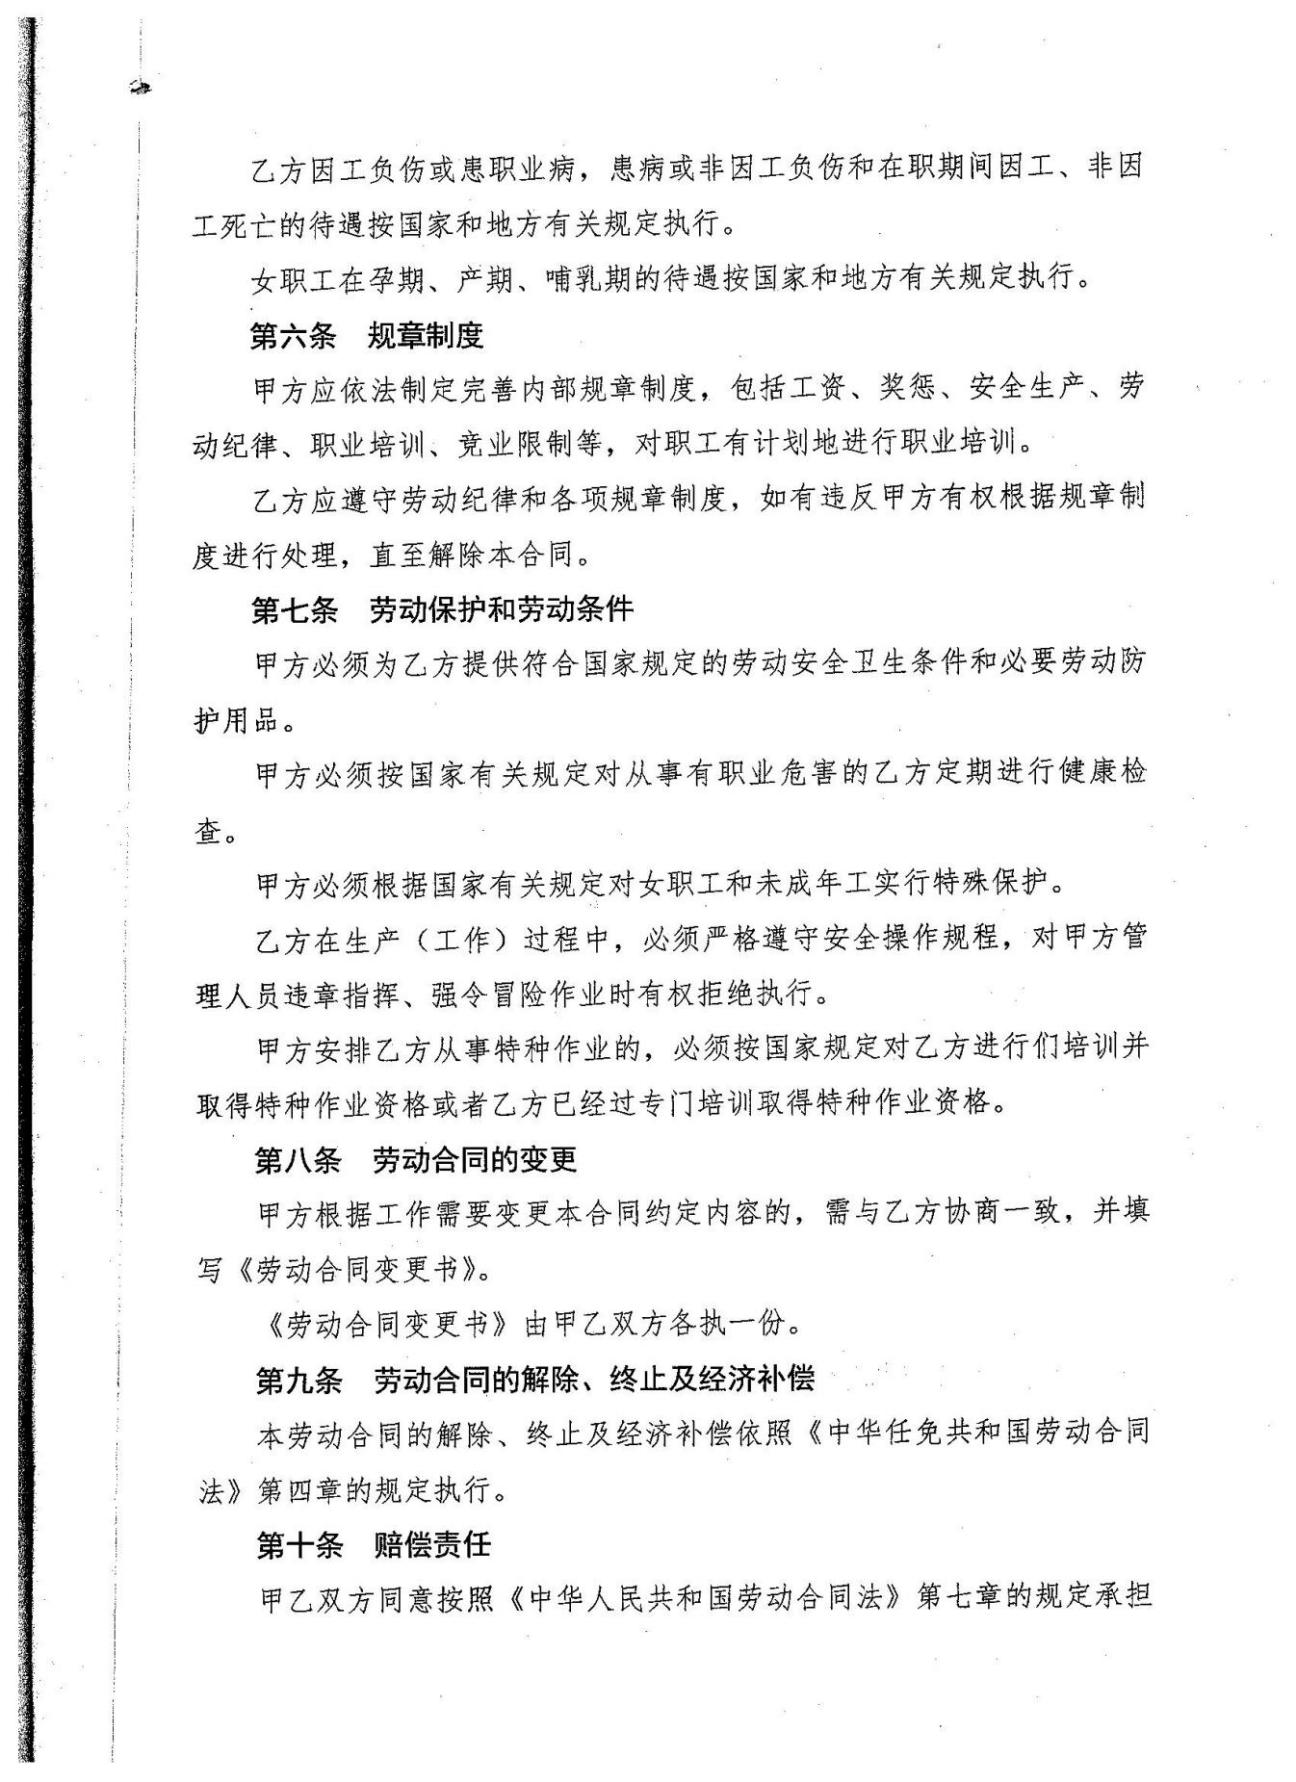 乙方因工负伤或患职业病，患病或非因工负伤和在职期间因工、非因
工死亡的待遇按国家和地方有关规定执行。
女职工在孕期、产期、哺乳期的待遇按国家和地方有关规定执行。
第六条　规章制度
甲方应依法制定完善内部规章制度，包括工资、奖惩、安全生产、劳
动纪律、职业培训、竞业限制等，对职工有计划地进行职业培训。
乙方应遵守劳动纪律和各项规章制度，如有违反甲方有权根据规章制
度进行处理，直至解除本合同。
第七条　劳动保护和劳动条件
甲方必须为乙方提供符合国家规定的劳动安全卫生条件和必要劳动防
护用品。
甲方必须按国家有关规定对从事有职业危害的乙方定期进行健康检
查。
甲方必须根据国家有关规定对女职工和未成年工实行特殊保护。
乙方在生产（工作）过程中，必须严格遵守安全操作规程，对甲方管
理人员违章指挥、强令冒险作业时有权拒绝执行。
甲方安排乙方从事特种作业的，必须按国家规定对乙方进行们培训并
取得特种作业资格或者乙方已经过专门培训取得特种作业资格。
第八条　劳动合同的变更
甲方根据工作需要变更本合同约定内容的，需与乙方协商一致，并填
写《劳动合同变更书》。
《劳动合同变更书》由甲乙双方各执一份。
第九条　劳动合同的解除、终止及经济补偿
本劳动合同的解除、终止及经济补偿依照《中华任免共和国劳动合同
法》第四章的规定执行。
第十条　赔偿责任
甲乙双方同意按照《中华人民共和国劳动合同法》第七章的规定承担